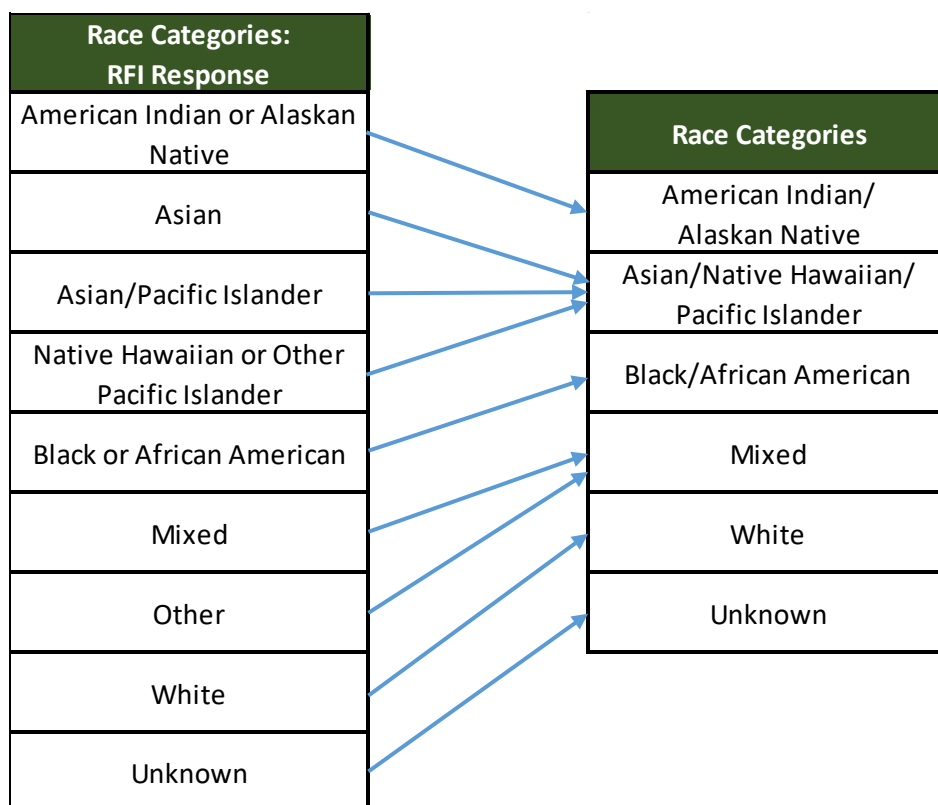 Race Categories:
RFI Response
American Indian or Alaskan
Native
Asian
Asian/Pacific Islander
Native Hawaiian or Other
Pacific Islander
Black or African American
Mixed
Other
White
Unknown
Race Categories
American Indian/
Alaskan Native
Asian/Native Hawaiian/
Pacific Islander
Black/African American
Mixed
White
Unknown